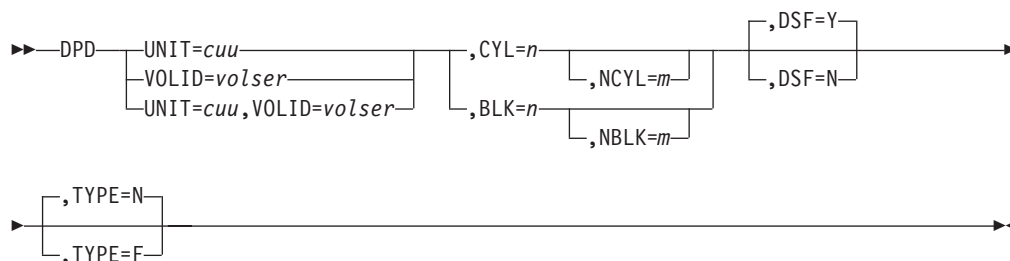 ,DSF=Y
DPD UNIT=cuu ,CYL=n
VOLID=volser ,NCYL=m ,DSF=N
UNIT=cuu,VOLID=volser ,BLK=n
,NBLK=m
,TYPE=N
,TYPE=F